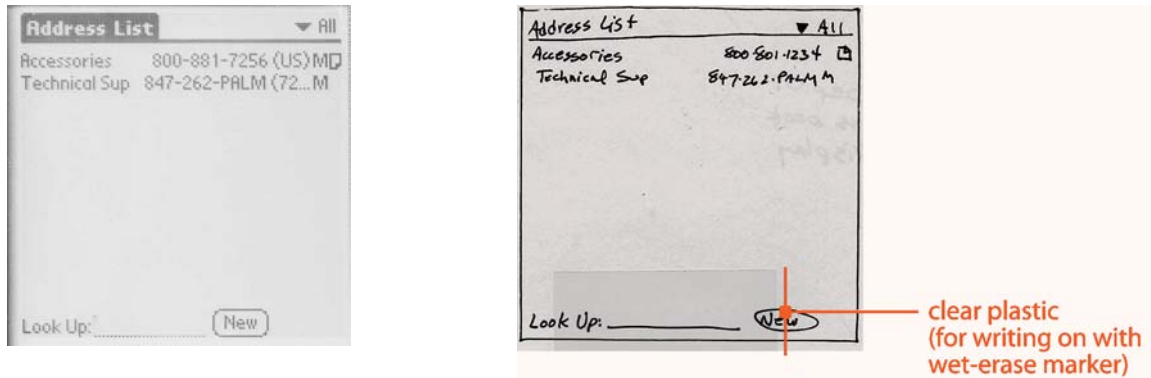 Address List ▼ All
Accessories 800-881-7256 (US) M
Technical Sup 847-262-PALM (72...M
Look Up: New
Address List ▼ All
Accessories 800-801-1234
Technical Sup 847-262-PALM M
Look Up: New
clear plastic
(for writing on with
wet-erase marker)